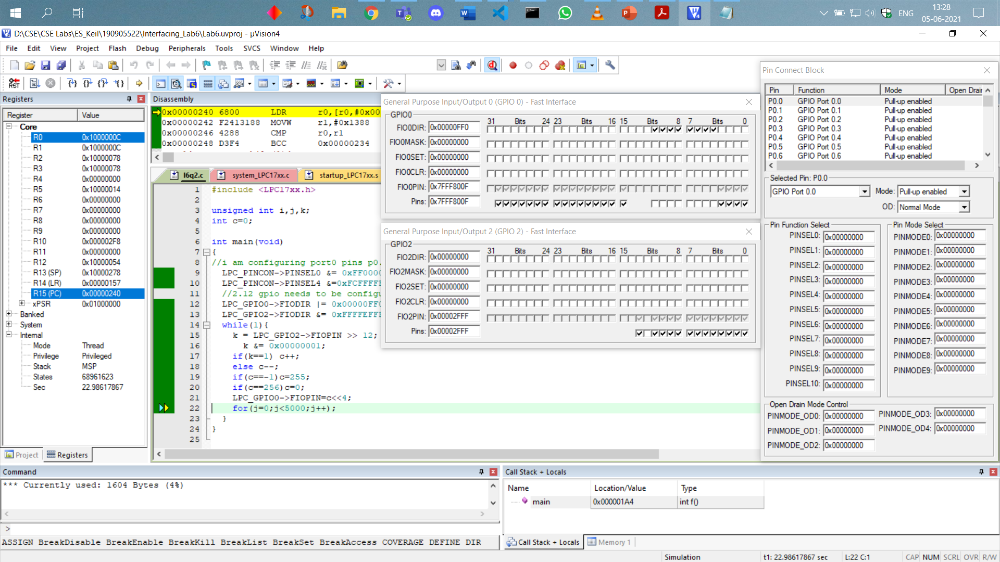 13:28
ENG
05-06-2021
D:\CSE\CSE Labs\ES_Keil\190905522\Interfacing_Lab6\Lab6.uvproj - µVision4
File Edit View Project Flash Debug Peripherals Tools SVCS Window Help
Registers
Register Value
Core
R0 0x1000000C
R1 0x1000000C
R2 0x10000078
R3 0x10000078
R4 0x00000000
R5 0x10000014
R6 0x00000000
R7 0x00000000
R8 0x00000000
R9 0x00000000
R10 0x000002F8
R11 0x00000000
R12 0x10000054
R13 (SP) 0x10000278
R14 (LR) 0x00000157
R15 (PC) 0x00000240
xPSR 0x01000000
Banked
System
Internal
Mode Thread
Privilege Privileged
Stack MSP
States 68961623
Sec 22.98617867
Project Registers
Disassembly
0x00000240 6800 LDR r0,[r0,#0x00
0x00000242 F2413188 MOVW r1,#0x1388
0x00000246 4288 CMP r0,r1
0x00000248 D3F4 BCC 0x00000234
l6q2.c system_LPC17xx.c startup_LPC17xx.s
1 #include <LPC17xx.h>
2
3 unsigned int i,j,k;
4 int c=0;
5
6 int main(void)
7 {
8 //i am configuring port0 pins p0.
9 LPC_PINCON->PINSEL0 &= 0xFF0000
10 LPC_PINCON->PINSEL4 &=0xFCFFFFF
11 //2.12 gpio needs to be configu
12 LPC_GPIO0->FIODIR |= 0x00000FF0
13 LPC_GPIO2->FIODIR &= 0xFFFFEFFF
14 while(1){
15 k = LPC_GPIO2->FIOPIN >> 12;
16 k &= 0x00000001;
17 if(k==1) c++;
18 else c--;
19 if(c==-1)c=255;
20 if(c==256)c=0;
21 LPC_GPIO0->FIOPIN=c<<4;
22 for(j=0;j<5000;j++);
23 }
24 }
25
General Purpose Input/Output 0 (GPIO 0) - Fast Interface
GPIO0
31 Bits 24 23 Bits 16 15 Bits 8 7 Bits 0
FIO0DIR: 0x00000FF0
FIO0MASK: 0x00000000
FIO0SET: 0x00000000
FIO0CLR: 0x00000000
FIO0PIN: 0x7FFF800F
Pins: 0x7FFF800F
General Purpose Input/Output 2 (GPIO 2) - Fast Interface
GPIO2
31 Bits 24 23 Bits 16 15 Bits 8 7 Bits 0
FIO2DIR: 0x00000000
FIO2MASK: 0x00000000
FIO2SET: 0x00000000
FIO2CLR: 0x00000000
FIO2PIN: 0x00002FFF
Pins: 0x00002FFF
Pin Connect Block
Pin Function Mode Open Drain
P0.0 GPIO Port 0.0 Pull-up enabled
P0.1 GPIO Port 0.1 Pull-up enabled
P0.2 GPIO Port 0.2 Pull-up enabled
P0.3 GPIO Port 0.3 Pull-up enabled
P0.4 GPIO Port 0.4 Pull-up enabled
P0.5 GPIO Port 0.5 Pull-up enabled
P0.6 GPIO Port 0.6 Pull-up enabled
Selected Pin: P0.0
GPIO Port 0.0 Mode: Pull-up enabled
OD: Normal Mode
Pin Function Select
PINSEL0: 0x00000000
PINSEL1: 0x00000000
PINSEL2: 0x00000000
PINSEL3: 0x00000000
PINSEL4: 0x00000000
PINSEL5: 0x00000000
PINSEL6: 0x00000000
PINSEL7: 0x00000000
PINSEL8: 0x00000000
PINSEL9: 0x00000000
PINSEL10: 0x00000000
Pin Mode Select
PINMODE0: 0x00000000
PINMODE1: 0x00000000
PINMODE2: 0x00000000
PINMODE3: 0x00000000
PINMODE4: 0x00000000
PINMODE5: 0x00000000
PINMODE6: 0x00000000
PINMODE7: 0x00000000
PINMODE8: 0x00000000
PINMODE9: 0x00000000
Open Drain Mode Control
PINMODE_OD0: 0x00000000 PINMODE_OD3: 0x00000000
PINMODE_OD1: 0x00000000 PINMODE_OD4: 0x00000000
PINMODE_OD2: 0x00000000
Command
*** Currently used: 1604 Bytes (4%)
>
ASSIGN BreakDisable BreakEnable BreakKill BreakList BreakSet BreakAccess COVERAGE DEFINE DIR
Call Stack + Locals
Name Location/Value Type
main 0x000001A4 int f()
Call Stack + Locals Memory 1
Simulation t1: 22.98617867 sec L:22 C:1 CAP NUM SCRL OVR R/W